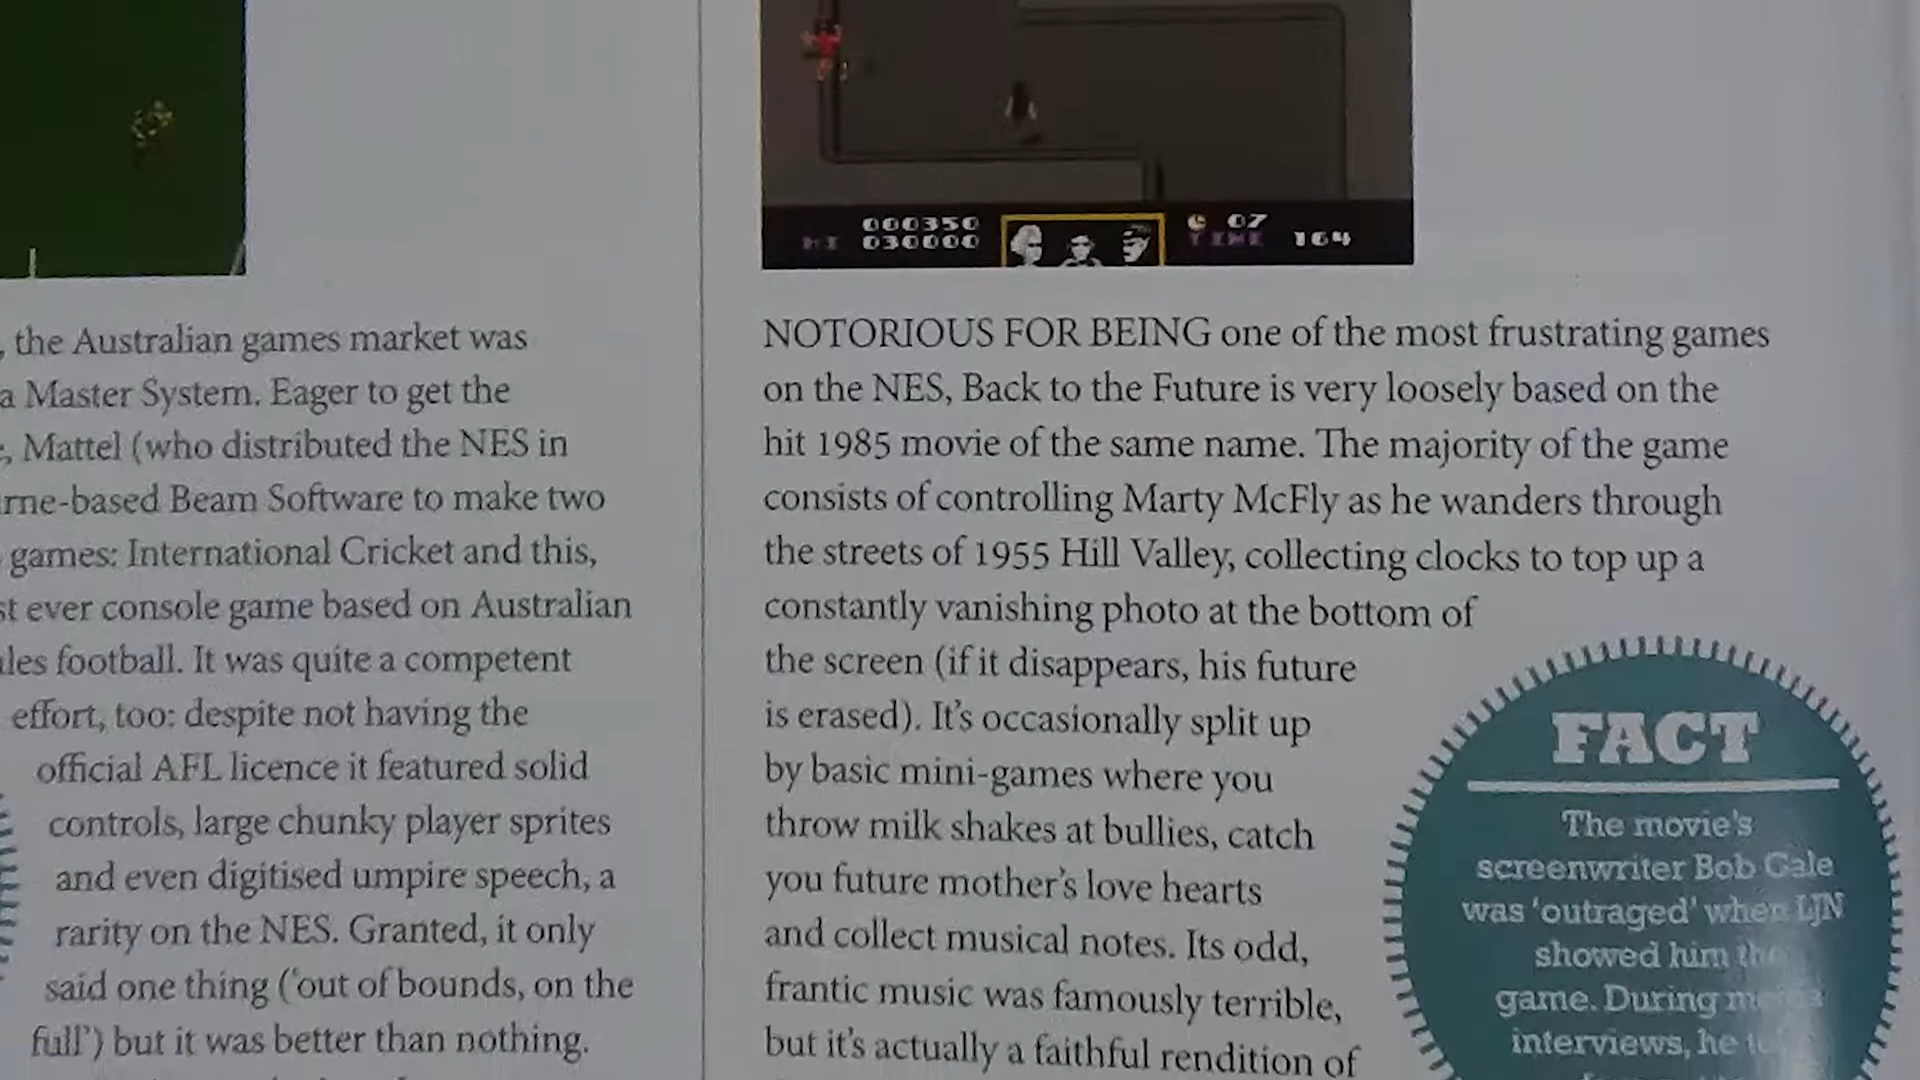 000350
HI 030000
07
TIME 164
, the Australian games market was
a Master System. Eager to get the
, Mattel (who distributed the NES in
rne-based Beam Software to make two
games: International Cricket and this,
st ever console game based on Australian
ules football. It was quite a competent
effort, too: despite not having the
official AFL licence it featured solid
controls, large chunky player sprites
and even digitised umpire speech, a
rarity on the NES. Granted, it only
said one thing (‘out of bounds, on the
full’) but it was better than nothing.
NOTORIOUS FOR BEING one of the most frustrating games
on the NES, Back to the Future is very loosely based on the
hit 1985 movie of the same name. The majority of the game
consists of controlling Marty McFly as he wanders through
the streets of 1955 Hill Valley, collecting clocks to top up a
constantly vanishing photo at the bottom of
the screen (if it disappears, his future
is erased). It’s occasionally split up
by basic mini-games where you
throw milk shakes at bullies, catch
you future mother’s love hearts
and collect musical notes. Its odd,
frantic music was famously terrible,
but it’s actually a faithful rendition of
FACT
The movie’s
screenwriter Bob Gale
was ‘outraged’ when LJN
showed him the
game. During
interviews, he